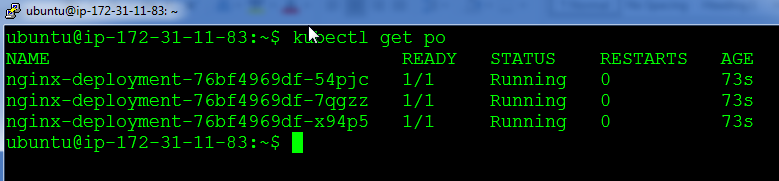 ubuntu@ip-172-31-11-83: ~
ubuntu@ip-172-31-11-83:~$ kubectl get po
NAME READY STATUS RESTARTS AGE
nginx-deployment-76bf4969df-54pjc 1/1 Running 0 73s
nginx-deployment-76bf4969df-7qgzz 1/1 Running 0 73s
nginx-deployment-76bf4969df-x94p5 1/1 Running 0 73s
ubuntu@ip-172-31-11-83:~$